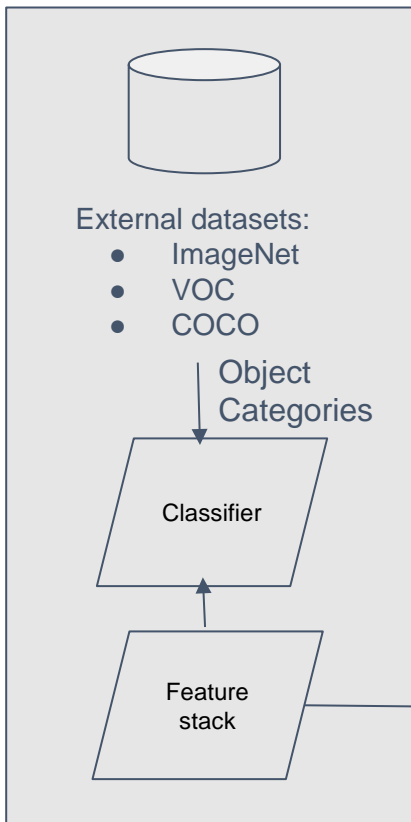 External datasets:
● ImageNet
● VOC
● COCO
Object
Categories
Classifier
Feature
stack